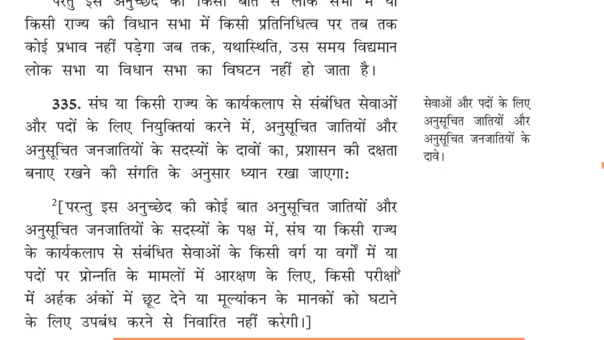 परंतु इस अनुच्छेद की किसी बात से लोक सभा में या
किसी राज्य की विधान सभा में किसी प्रतिनिधित्व पर तब तक
कोई प्रभाव नहीं पड़ेगा जब तक, यथास्थिति, उस समय विद्यमान
लोक सभा या विधान सभा का विघटन नहीं हो जाता है।
335. संघ या किसी राज्य के कार्यकलाप से संबंधित सेवाओं
और पदों के लिए नियुक्तियां करने में, अनुसूचित जातियों और
अनुसूचित जनजातियों के सदस्यों के दावों का, प्रशासन की दक्षता
बनाए रखने की संगति के अनुसार ध्यान रखा जाएगा:
सेवाओं और पदों के लिए
अनुसूचित जातियों और
अनुसूचित जनजातियों के
दावे।
2[परन्तु इस अनुच्छेद की कोई बात अनुसूचित जातियों और
अनुसूचित जनजातियों के सदस्यों के पक्ष में, संघ या किसी राज्य
के कार्यकलाप से संबंधित सेवाओं के किसी वर्ग या वर्गों में या
पदों पर प्रोन्नति के मामलों में आरक्षण के लिए, किसी परीक्षा
में अर्हक अंकों में छूट देने या मूल्यांकन के मानकों को घटाने
के लिए उपबंध करने से निवारित नहीं करेगी।]